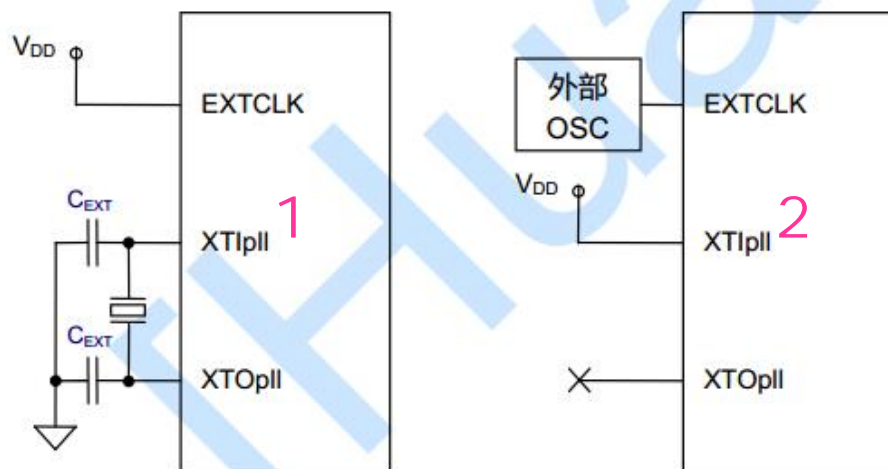 VDD
EXTCLK
CEXT
XTIpll
1
CEXT
XTOpll
外部
OSC
EXTCLK
VDD
XTIpll
2
XTOpll